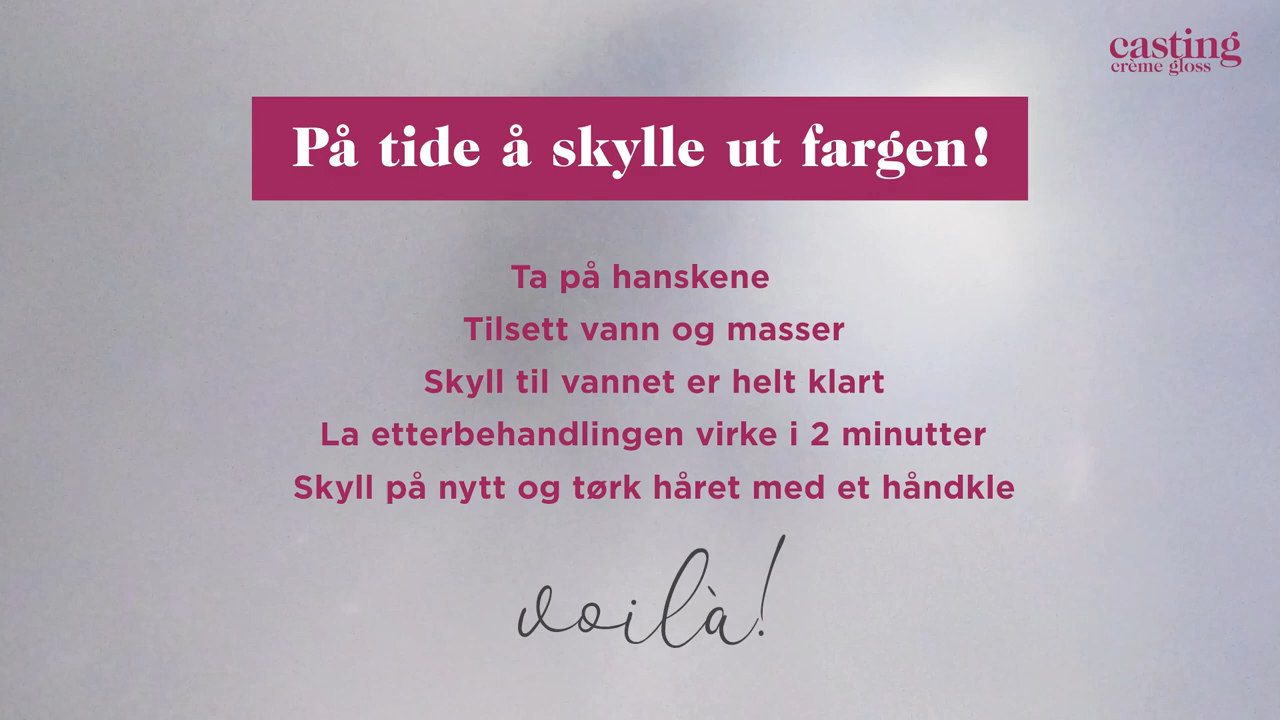 casting
crème gloss
På tide å skylle ut fargen!
Ta på hanskene
Tilsett vann og masser
Skyll til vannet er helt klart
La etterbehandlingen virke i 2 minutter
Skyll på nytt og tørk håret med et håndkle
voilà!